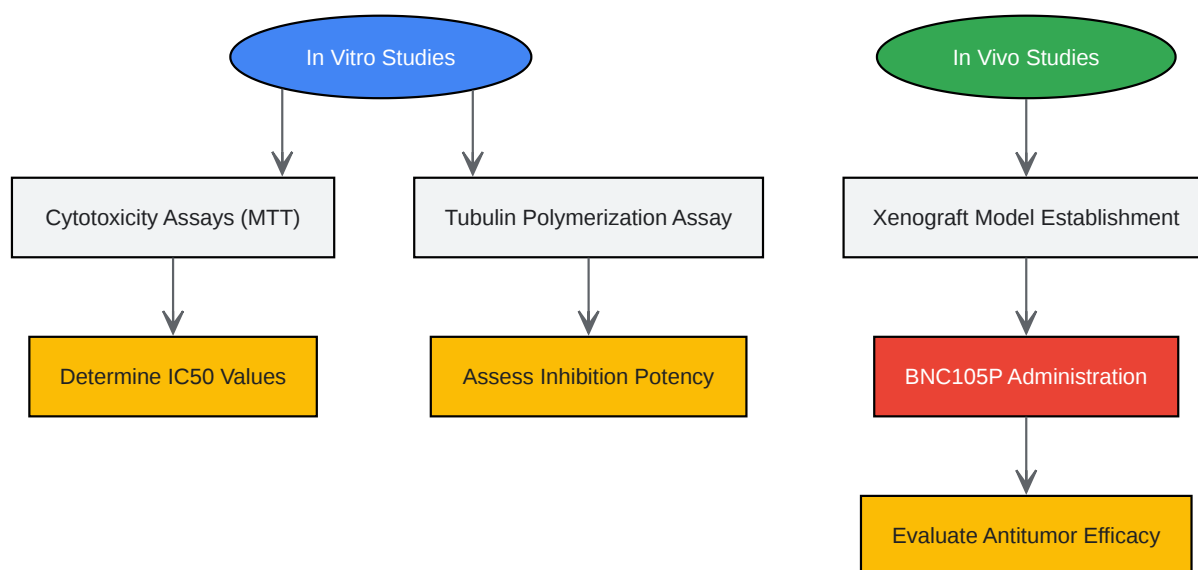 In Vitro Studies
In Vivo Studies
Cytotoxicity Assays (MTT)
Tubulin Polymerization Assay
Xenograft Model Establishment
Determine IC50 Values
Assess Inhibition Potency
BNC105P Administration
Evaluate Antitumor Efficacy